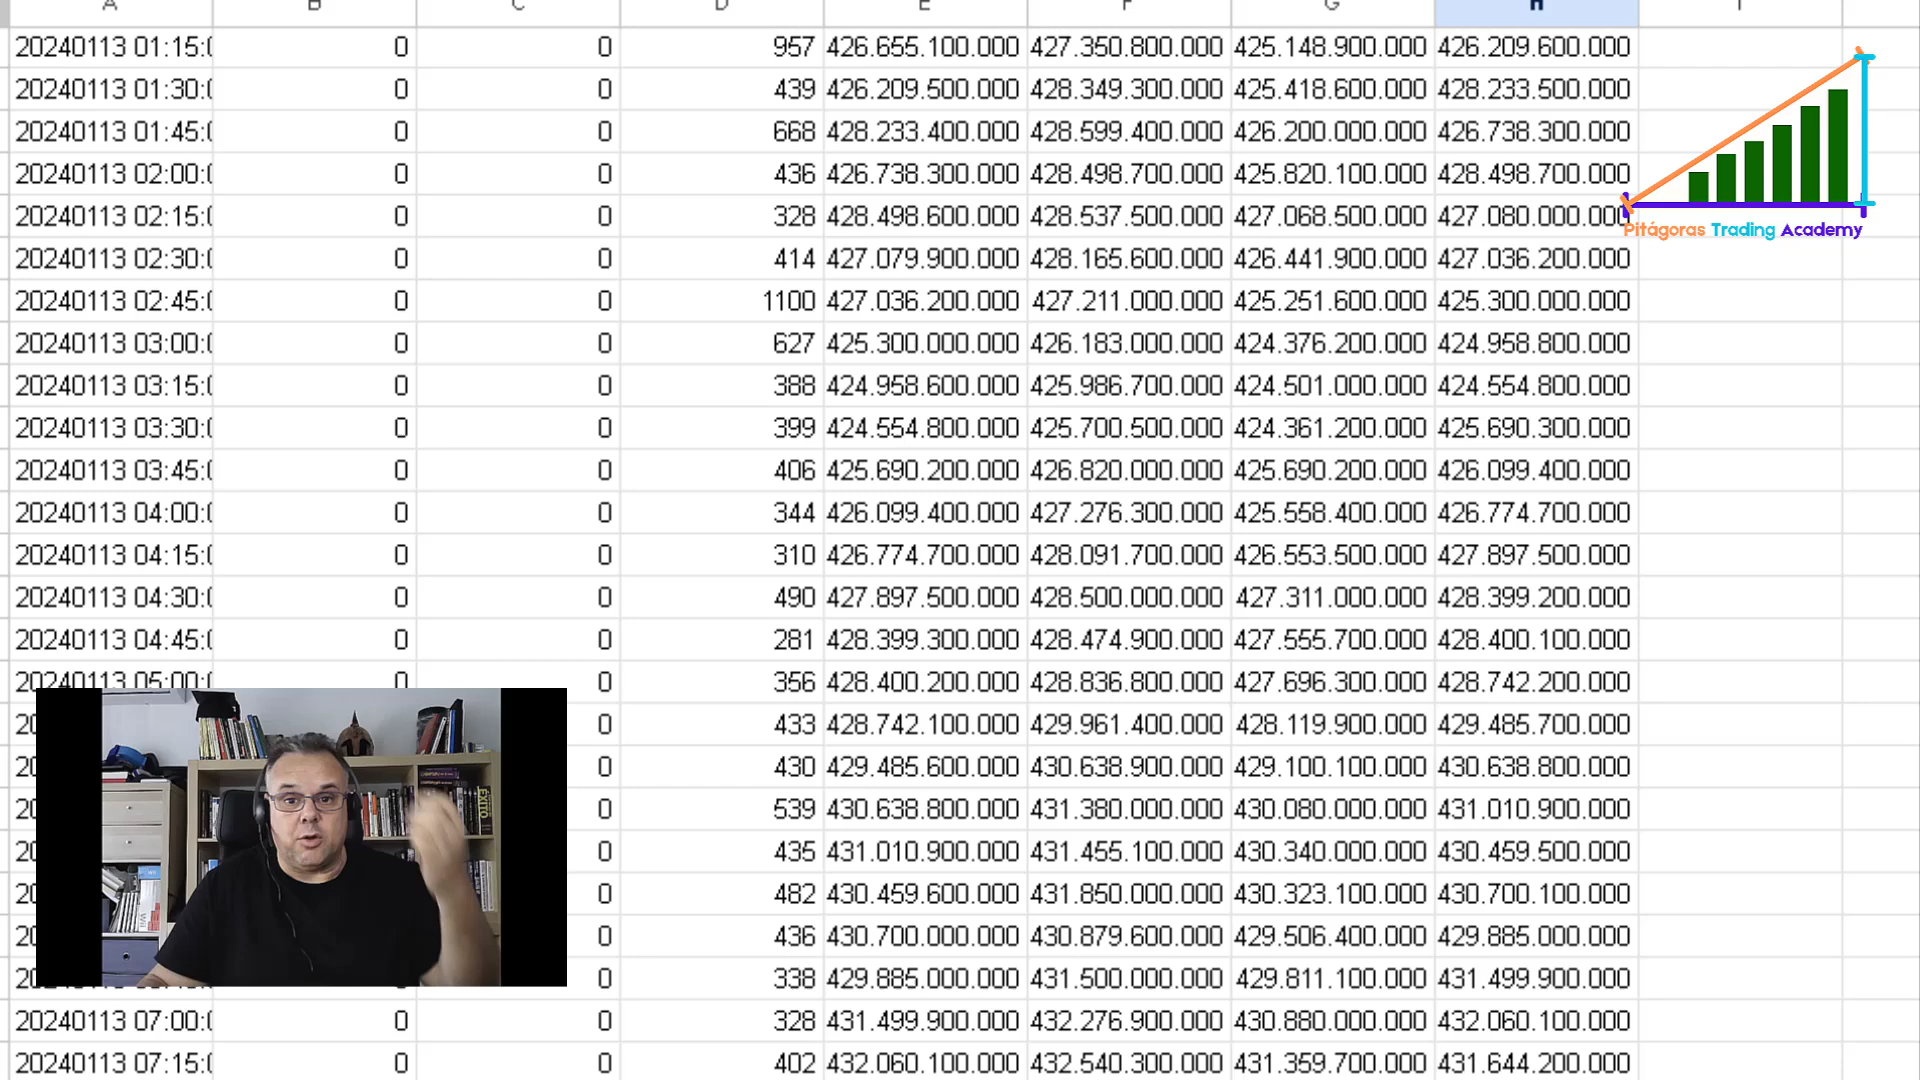 A B C D E F G H I
20240113 01:15:0 0 0 957 426.655.100.000 427.350.800.000 425.148.900.000 426.209.600.000
20240113 01:30:0 0 0 439 426.209.500.000 428.349.300.000 425.418.600.000 428.233.500.000
20240113 01:45:0 0 0 668 428.233.400.000 428.599.400.000 426.200.000.000 426.738.300.000
20240113 02:00:0 0 0 436 426.738.300.000 428.498.700.000 425.820.100.000 428.498.700.000
20240113 02:15:0 0 0 328 428.498.600.000 428.537.500.000 427.068.500.000 427.080.000.000
Pitágoras Trading Academy
20240113 02:30:0 0 0 414 427.079.900.000 428.165.600.000 426.441.900.000 427.036.200.000
20240113 02:45:0 0 0 1100 427.036.200.000 427.211.000.000 425.251.600.000 425.300.000.000
20240113 03:00:0 0 0 627 425.300.000.000 426.183.000.000 424.376.200.000 424.958.800.000
20240113 03:15:0 0 0 388 424.958.600.000 425.986.700.000 424.501.000.000 424.554.800.000
20240113 03:30:0 0 0 399 424.554.800.000 425.700.500.000 424.361.200.000 425.690.300.000
20240113 03:45:0 0 0 406 425.690.200.000 426.820.000.000 425.690.200.000 426.099.400.000
20240113 04:00:0 0 0 344 426.099.400.000 427.276.300.000 425.558.400.000 426.774.700.000
20240113 04:15:0 0 0 310 426.774.700.000 428.091.700.000 426.553.500.000 427.897.500.000
20240113 04:30:0 0 0 490 427.897.500.000 428.500.000.000 427.311.000.000 428.399.200.000
20240113 04:45:0 0 0 281 428.399.300.000 428.474.900.000 427.555.700.000 428.400.100.000
20240113 05:00:0 0 0 356 428.400.200.000 428.836.800.000 427.696.300.000 428.742.200.000
20 0 433 428.742.100.000 429.961.400.000 428.119.900.000 429.485.700.000
20 0 430 429.485.600.000 430.638.900.000 429.100.100.000 430.638.800.000
20 0 539 430.638.800.000 431.380.000.000 430.080.000.000 431.010.900.000
20 0 435 431.010.900.000 431.455.100.000 430.340.000.000 430.459.500.000
20 0 482 430.459.600.000 431.850.000.000 430.323.100.000 430.700.100.000
20 0 436 430.700.000.000 430.879.600.000 429.506.400.000 429.885.000.000
20 0 338 429.885.000.000 431.500.000.000 429.811.100.000 431.499.900.000
20240113 07:00:0 0 0 328 431.499.900.000 432.276.900.000 430.880.000.000 432.060.100.000
20240113 07:15:0 0 0 402 432.060.100.000 432.540.300.000 431.359.700.000 431.644.200.000
ÉXITO